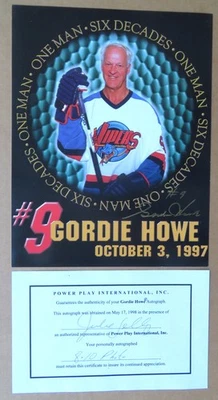 ONE MAN • SIX DECADES • ONE MAN • SIX DECADES • ONE MAN • SIX DECADES •
VIPERS
#9 GORDIE HOWE
OCTOBER 3, 1997
POWER PLAY INTERNATIONAL, INC.
Guarantees the authenticity of your Gordie Howe Autograph.
This autograph was obtained on May 17, 1998 in the presence of
an authorized representative of Power Play International, Inc.
Your personally autographed
8x10 Photo
must retain this certificate to insure its continued appreciation.